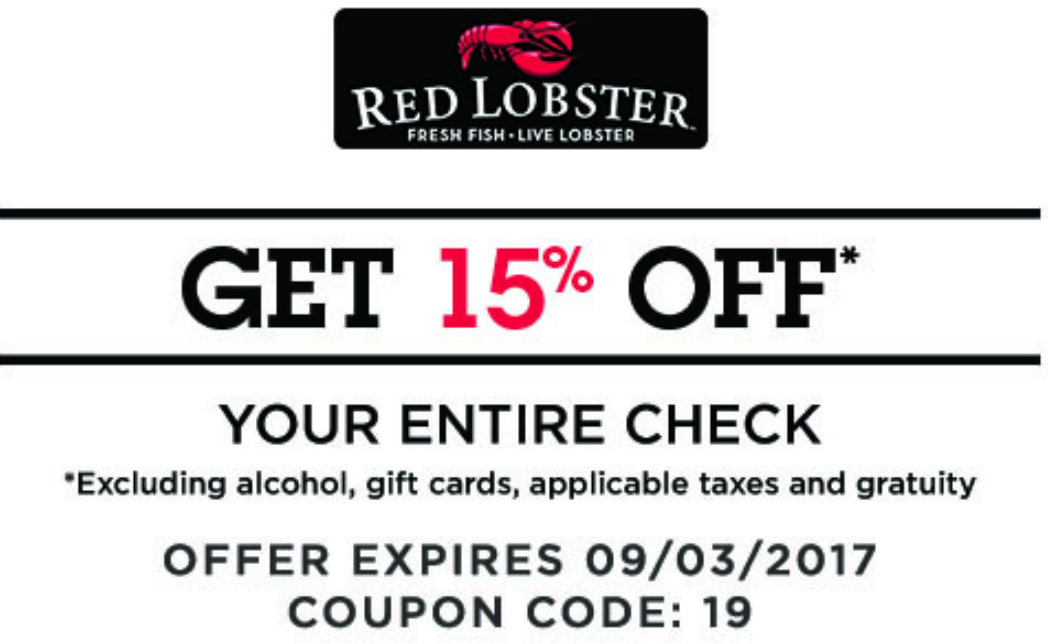 RED LOBSTER
FRESH FISH • LIVE LOBSTER
GET 15% OFF*
YOUR ENTIRE CHECK
*Excluding alcohol, gift cards, applicable taxes and gratuity
OFFER EXPIRES 09/03/2017
COUPON CODE: 19